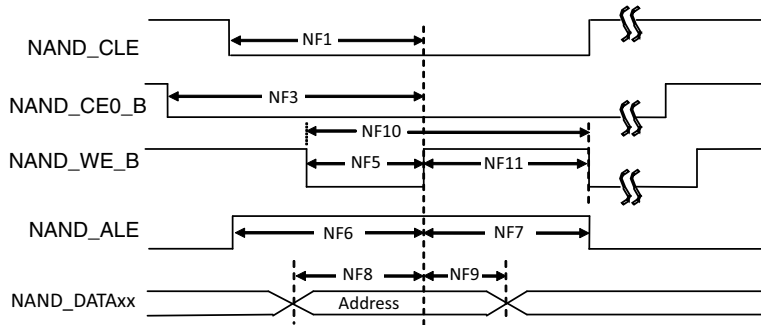 NAND_CLE
NF1
NAND_CE0_B
NF3
NF10
NAND_WE_B
NF5
NF11
NAND_ALE
NF6
NF7
NF8
NF9
NAND_DATAxx
Address